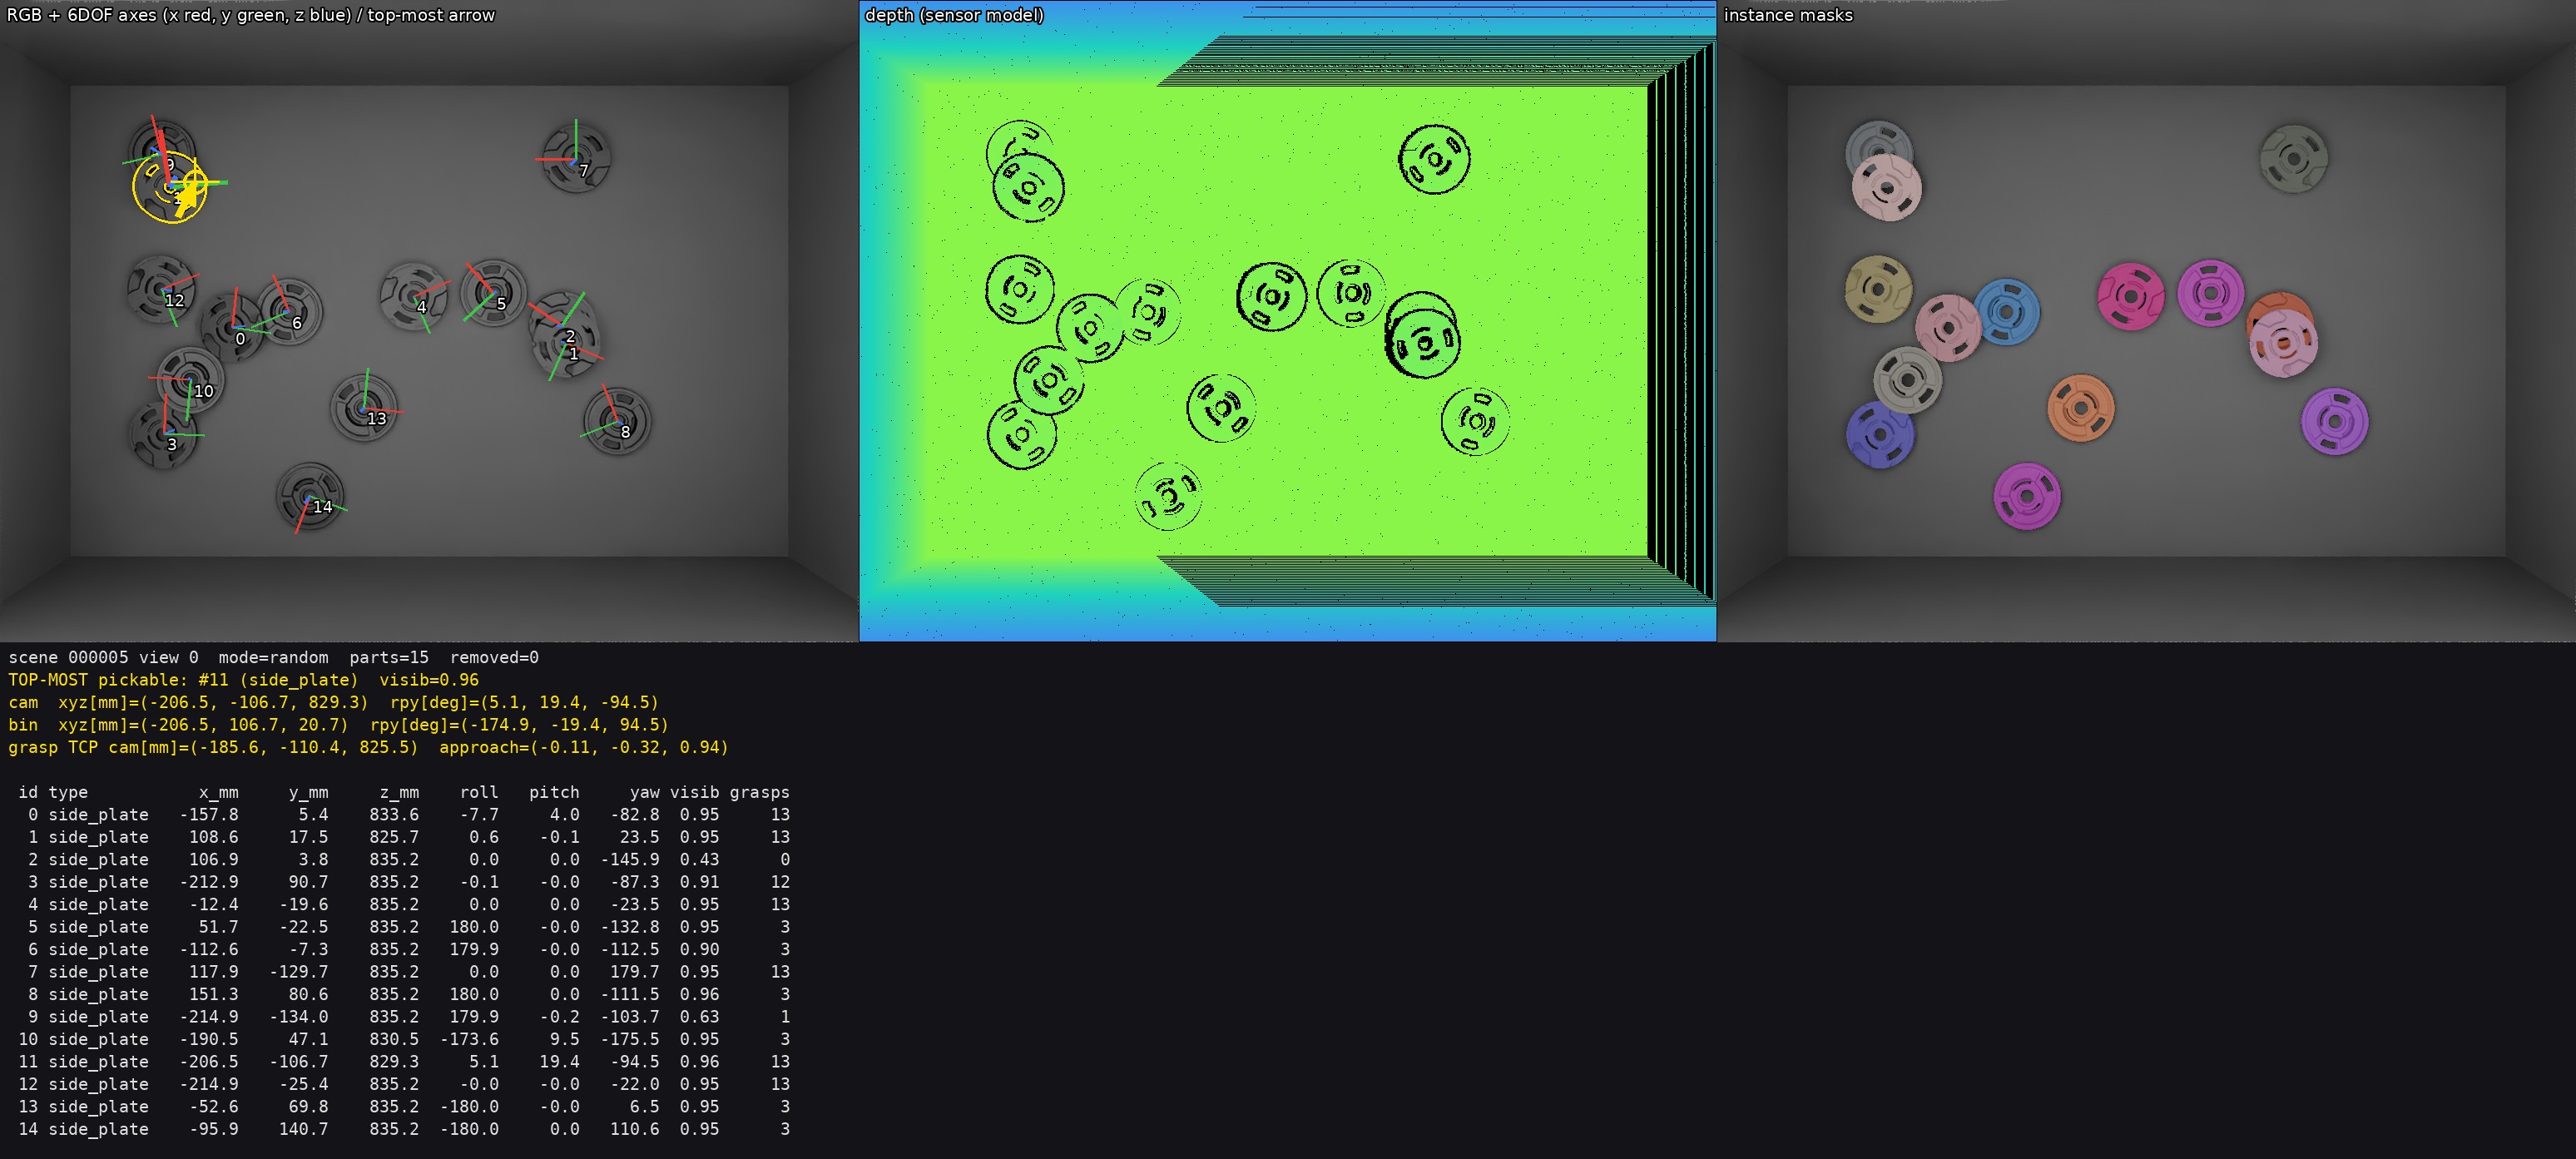 RGB + 6DOF axes (x red, y green, z blue) / top-most arrow
depth (sensor model)
instance masks
9
7
12
6
4
5
0
2
1
10
3
13
8
14
scene 000005 view 0  mode=random  parts=15  removed=0
TOP-MOST pickable: #11 (side_plate)  visib=0.96
cam  xyz[mm]=(-206.5, -106.7, 829.3)  rpy[deg]=(5.1, 19.4, -94.5)
bin  xyz[mm]=(-206.5, 106.7, 20.7)  rpy[deg]=(-174.9, -19.4, 94.5)
grasp TCP cam[mm]=(-185.6, -110.4, 825.5)  approach=(-0.11, -0.32, 0.94)
id type x_mm y_mm z_mm roll pitch yaw visib grasps
0 side_plate -157.8 5.4 833.6 -7.7 4.0 -82.8 0.95 13
1 side_plate 108.6 17.5 825.7 0.6 -0.1 23.5 0.95 13
2 side_plate 106.9 3.8 835.2 0.0 0.0 -145.9 0.43 0
3 side_plate -212.9 90.7 835.2 -0.1 -0.0 -87.3 0.91 12
4 side_plate -12.4 -19.6 835.2 0.0 0.0 -23.5 0.95 13
5 side_plate 51.7 -22.5 835.2 180.0 -0.0 -132.8 0.95 3
6 side_plate -112.6 -7.3 835.2 179.9 -0.0 -112.5 0.90 3
7 side_plate 117.9 -129.7 835.2 0.0 0.0 179.7 0.95 13
8 side_plate 151.3 80.6 835.2 180.0 0.0 -111.5 0.96 3
9 side_plate -214.9 -134.0 835.2 179.9 -0.2 -103.7 0.63 1
10 side_plate -190.5 47.1 830.5 -173.6 9.5 -175.5 0.95 3
11 side_plate -206.5 -106.7 829.3 5.1 19.4 -94.5 0.96 13
12 side_plate -214.9 -25.4 835.2 -0.0 -0.0 -22.0 0.95 13
13 side_plate -52.6 69.8 835.2 -180.0 -0.0 6.5 0.95 3
14 side_plate -95.9 140.7 835.2 -180.0 0.0 110.6 0.95 3